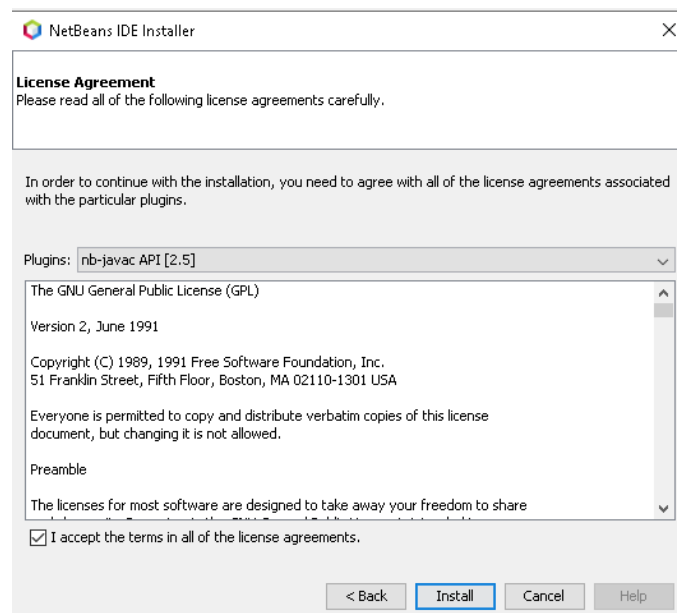 NetBeans IDE Installer
License Agreement
Please read all of the following license agreements carefully.
In order to continue with the installation, you need to agree with all of the license agreements associated
with the particular plugins.
Plugins: nb-javac API [2.5]
The GNU General Public License (GPL)
Version 2, June 1991
Copyright (C) 1989, 1991 Free Software Foundation, Inc.
51 Franklin Street, Fifth Floor, Boston, MA 02110-1301 USA
Everyone is permitted to copy and distribute verbatim copies of this license
document, but changing it is not allowed.
Preamble
The licenses for most software are designed to take away your freedom to share
I accept the terms in all of the license agreements.
< Back Install Cancel Help